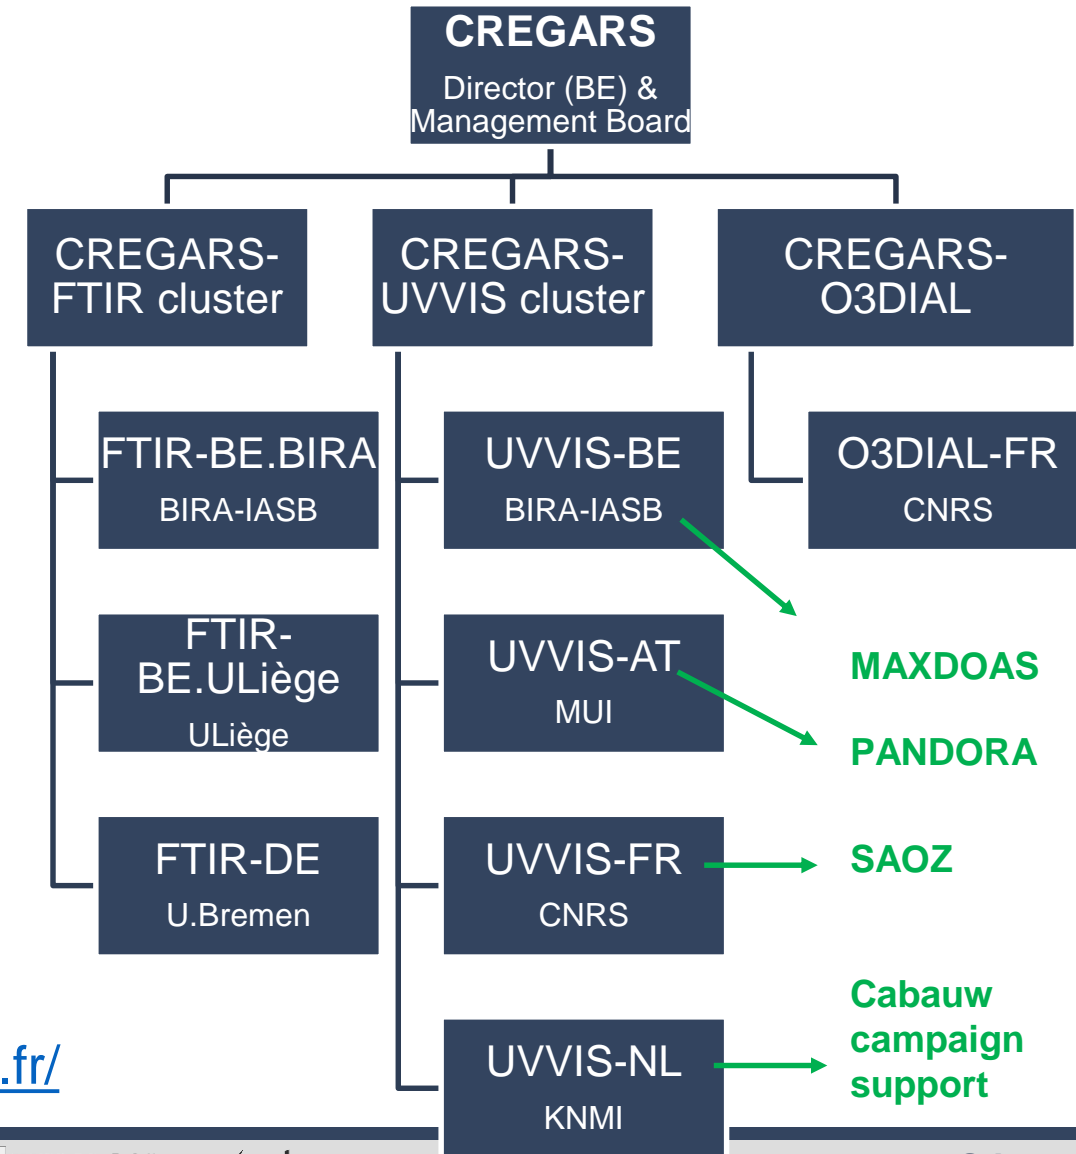 CREGARS
Director (BE) &
Management Board
CREGARS-
FTIR cluster
CREGARS-
UVVIS cluster
CREGARS-
O3DIAL
FTIR-BE.BIRA
BIRA-IASB
UVVIS-BE
BIRA-IASB
O3DIAL-FR
CNRS
FTIR-
BE.ULiège
ULiège
UVVIS-AT
MUI
MAXDOAS
PANDORA
FTIR-DE
U.Bremen
UVVIS-FR
CNRS
SAOZ
UVVIS-NL
KNMI
Cabauw
campaign
support
.fr/